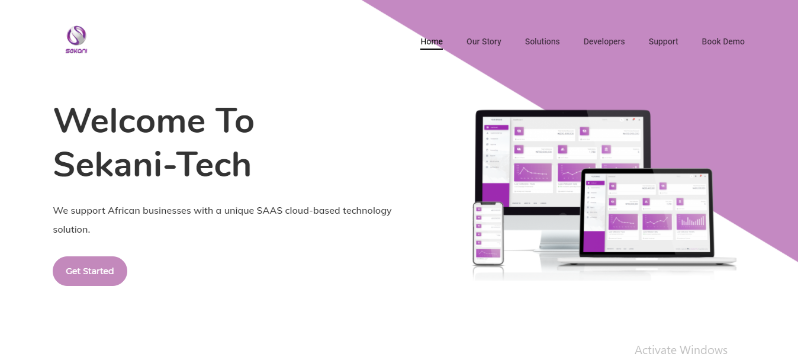 sekani
Home
Our Story
Solutions
Developers
Support
Book Demo
Welcome To
Sekani-Tech
We support African businesses with a unique SAAS cloud-based technology
solution.
Get Started
Activate Windows